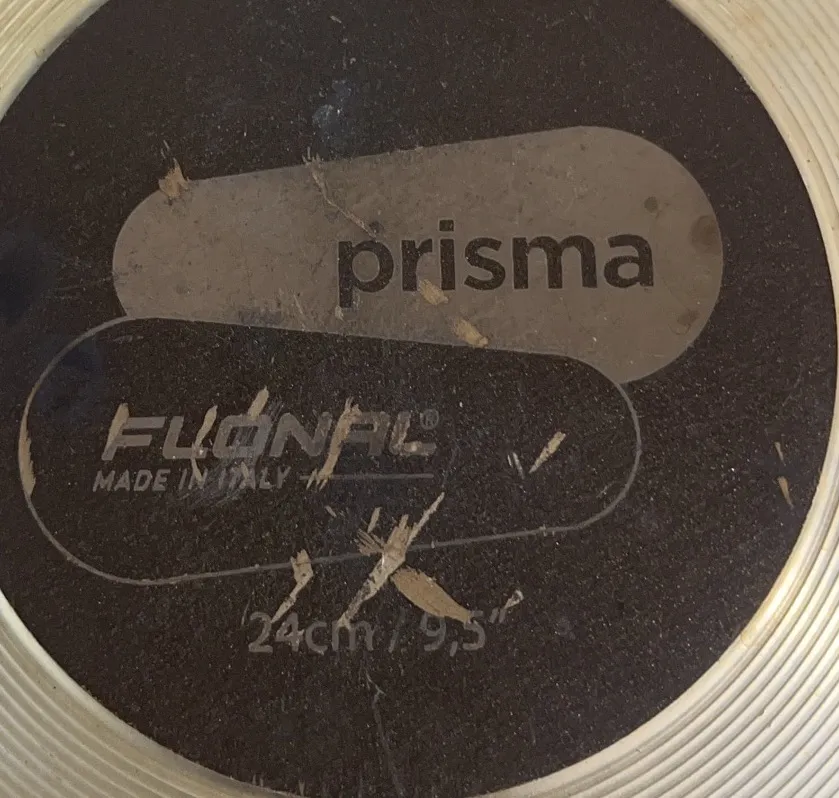 prisma
FLONAL®
MADE IN ITALY
24cm / 9,5"